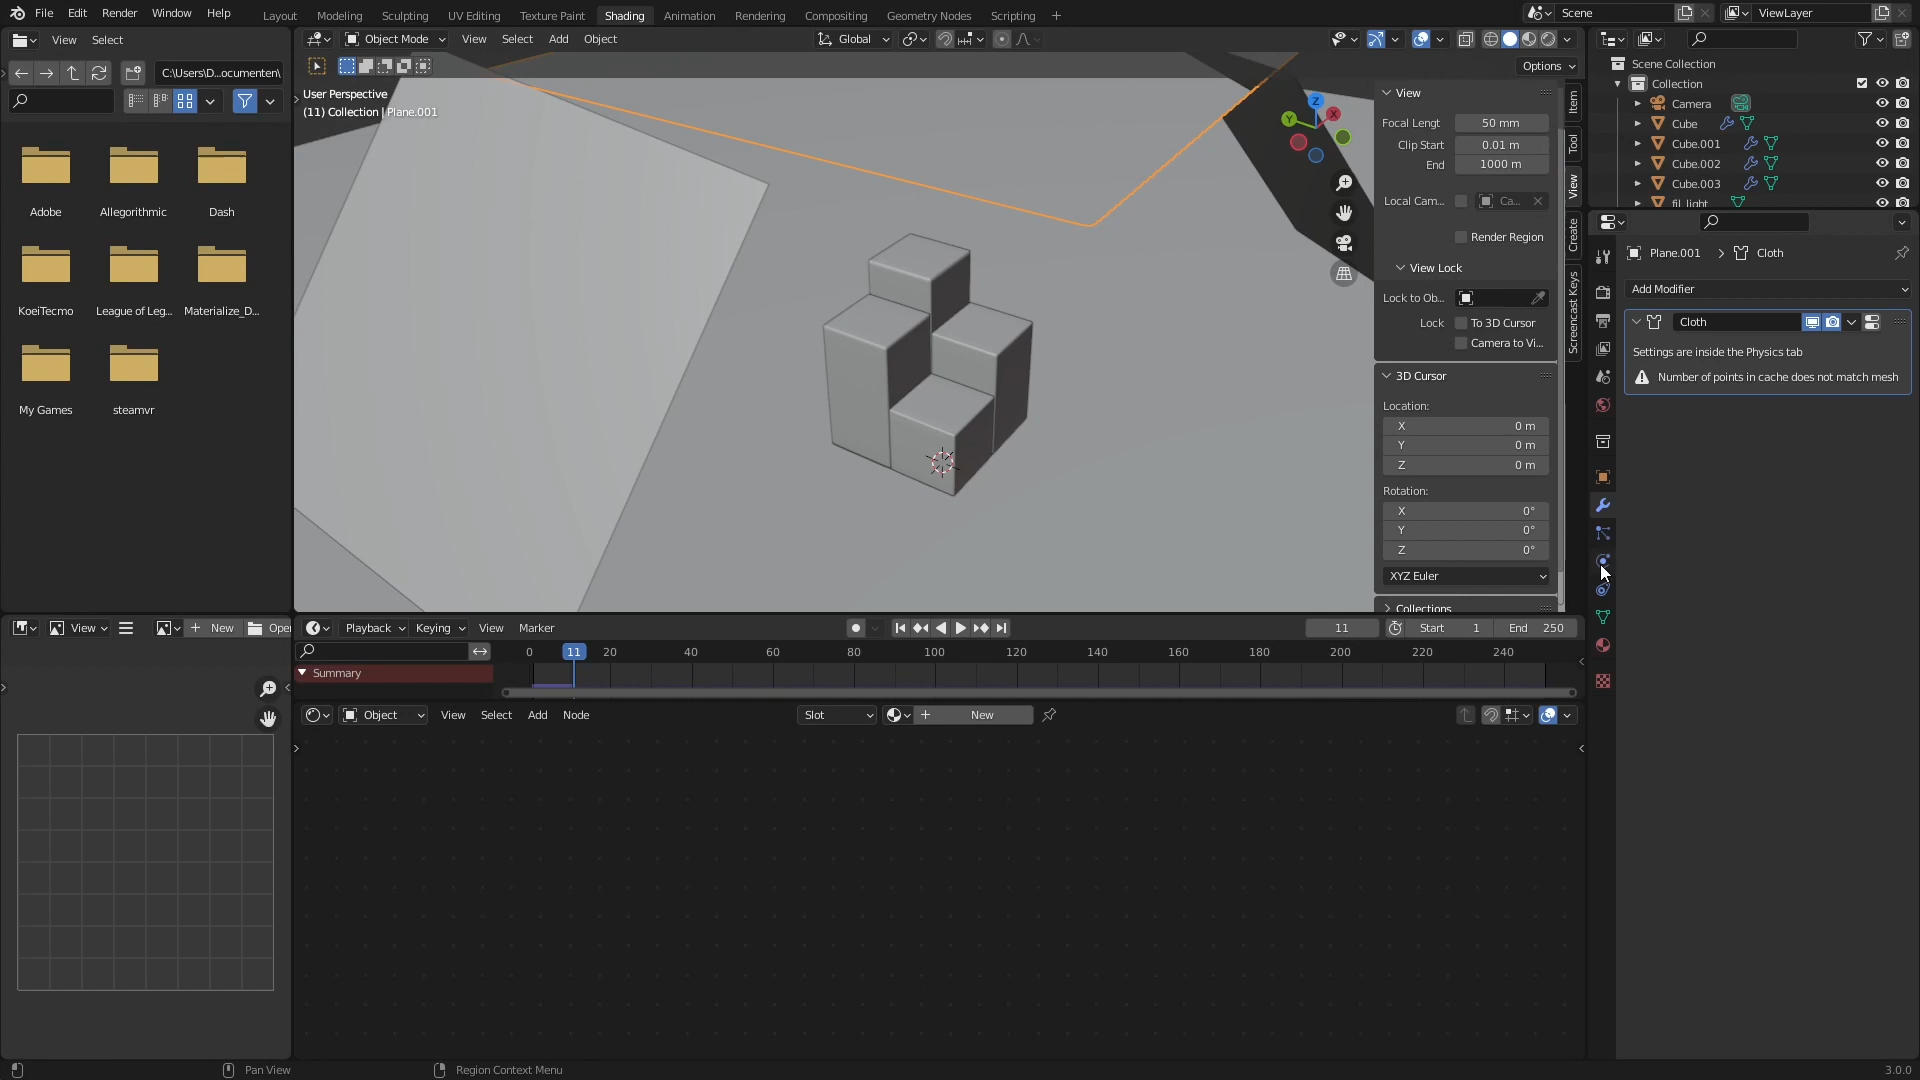 File Edit Render Window Help
Layout Modeling Sculpting UV Editing Texture Paint Shading Animation Rendering Compositing Geometry Nodes Scripting +
Scene
ViewLayer
View Select
C:\Users\D...ocumenten\
Adobe
Allegorithmic
Dash
KoeiTecmo
League of Leg...
Materialize_D...
My Games
steamvr
Object Mode View Select Add Object
Global
Options
User Perspective
(11) Collection | Plane.001
X
Y
Z
View
Focal Lengt 50 mm
Clip Start 0.01 m
End 1000 m
Local Cam... Ca...
Render Region
View Lock
Lock to Ob...
Lock To 3D Cursor
Camera to Vi...
3D Cursor
Location:
X 0 m
Y 0 m
Z 0 m
Rotation:
X 0°
Y 0°
Z 0°
XYZ Euler
Collections
Item
Tool
View
Create
Screencast Keys
Scene Collection
Collection
Camera
Cube
Cube.001
Cube.002
Cube.003
fil_light
Plane.001 Cloth
Add Modifier
Cloth
Settings are inside the Physics tab
Number of points in cache does not match mesh
View New Open
Playback Keying View Marker
11 Start 1 End 250
0 11 20 40 60 80 100 120 140 160 180 200 220 240
Summary
Object View Select Add Node
Slot New
Pan View
Region Context Menu
3.0.0